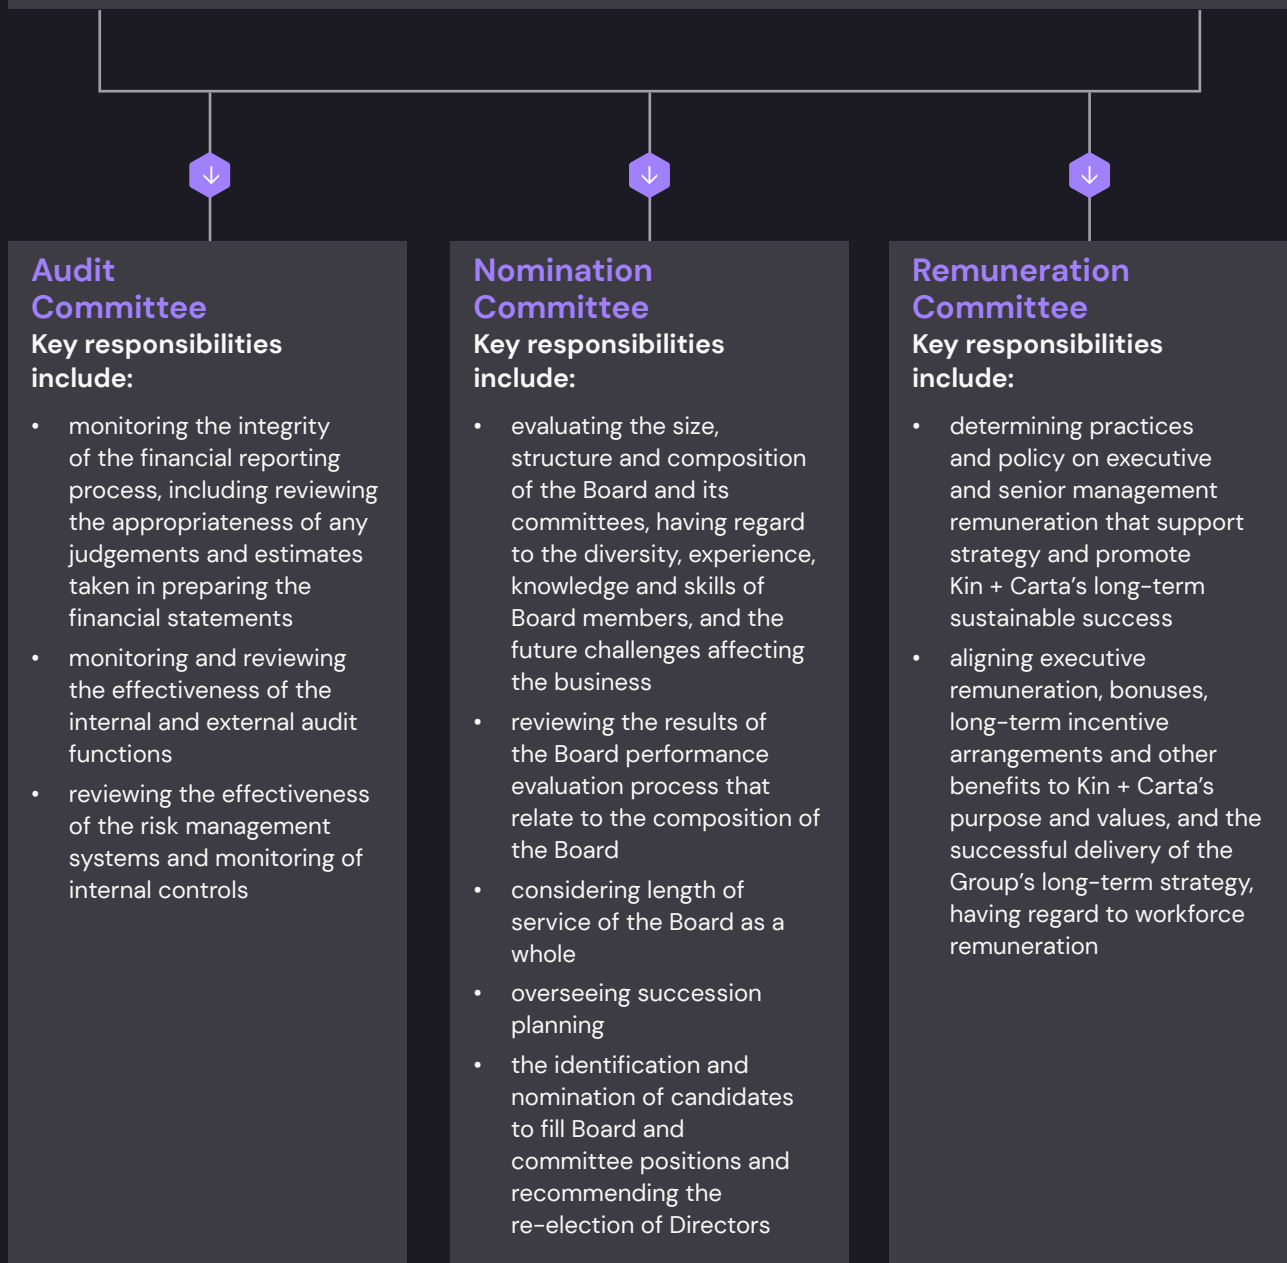 Audit
Committee
Key responsibilities
include:
• monitoring the integrity
of the financial reporting
process, including reviewing
the appropriateness of any
judgements and estimates
taken in preparing the
financial statements
• monitoring and reviewing
the effectiveness of the
internal and external audit
functions
• reviewing the effectiveness
of the risk management
systems and monitoring of
internal controls
Nomination
Committee
Key responsibilities
include:
• evaluating the size,
structure and composition
of the Board and its
committees, having regard
to the diversity, experience,
knowledge and skills of
Board members, and the
future challenges affecting
the business
• reviewing the results of
the Board performance
evaluation process that
relate to the composition of
the Board
• considering length of
service of the Board as a
whole
• overseeing succession
planning
• the identification and
nomination of candidates
to fill Board and
committee positions and
recommending the
re-election of Directors
Remuneration
Committee
Key responsibilities
include:
• determining practices
and policy on executive
and senior management
remuneration that support
strategy and promote
Kin + Carta’s long-term
sustainable success
• aligning executive
remuneration, bonuses,
long-term incentive
arrangements and other
benefits to Kin + Carta’s
purpose and values, and the
successful delivery of the
Group’s long-term strategy,
having regard to workforce
remuneration